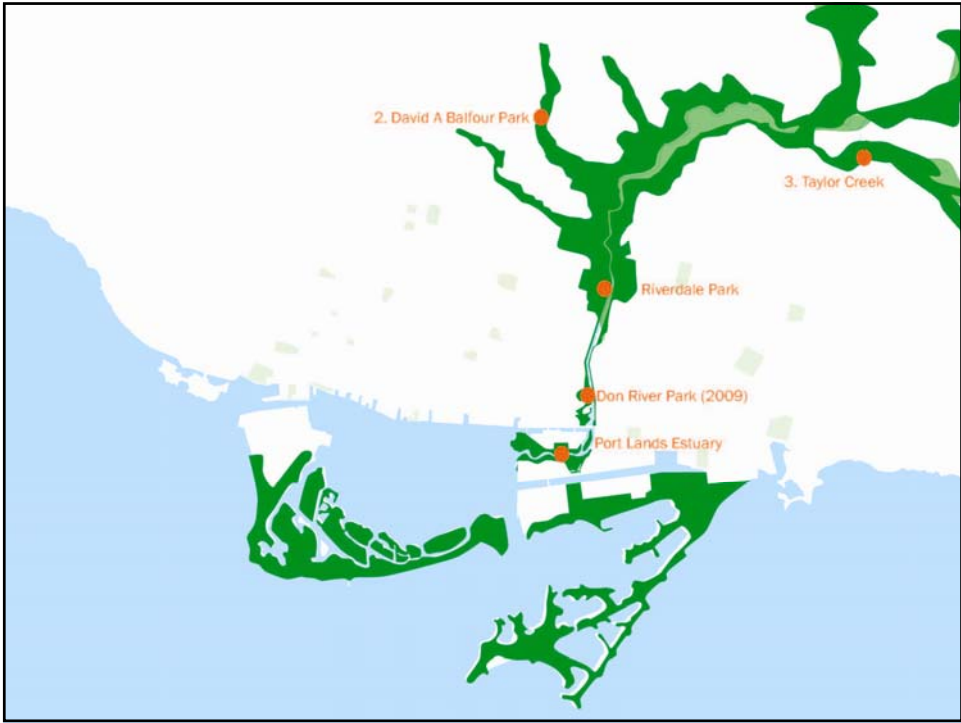 2. David A Balfour Park
3. Taylor Creek
Riverdale Park
Don River Park (2009)
Port Lands Estuary